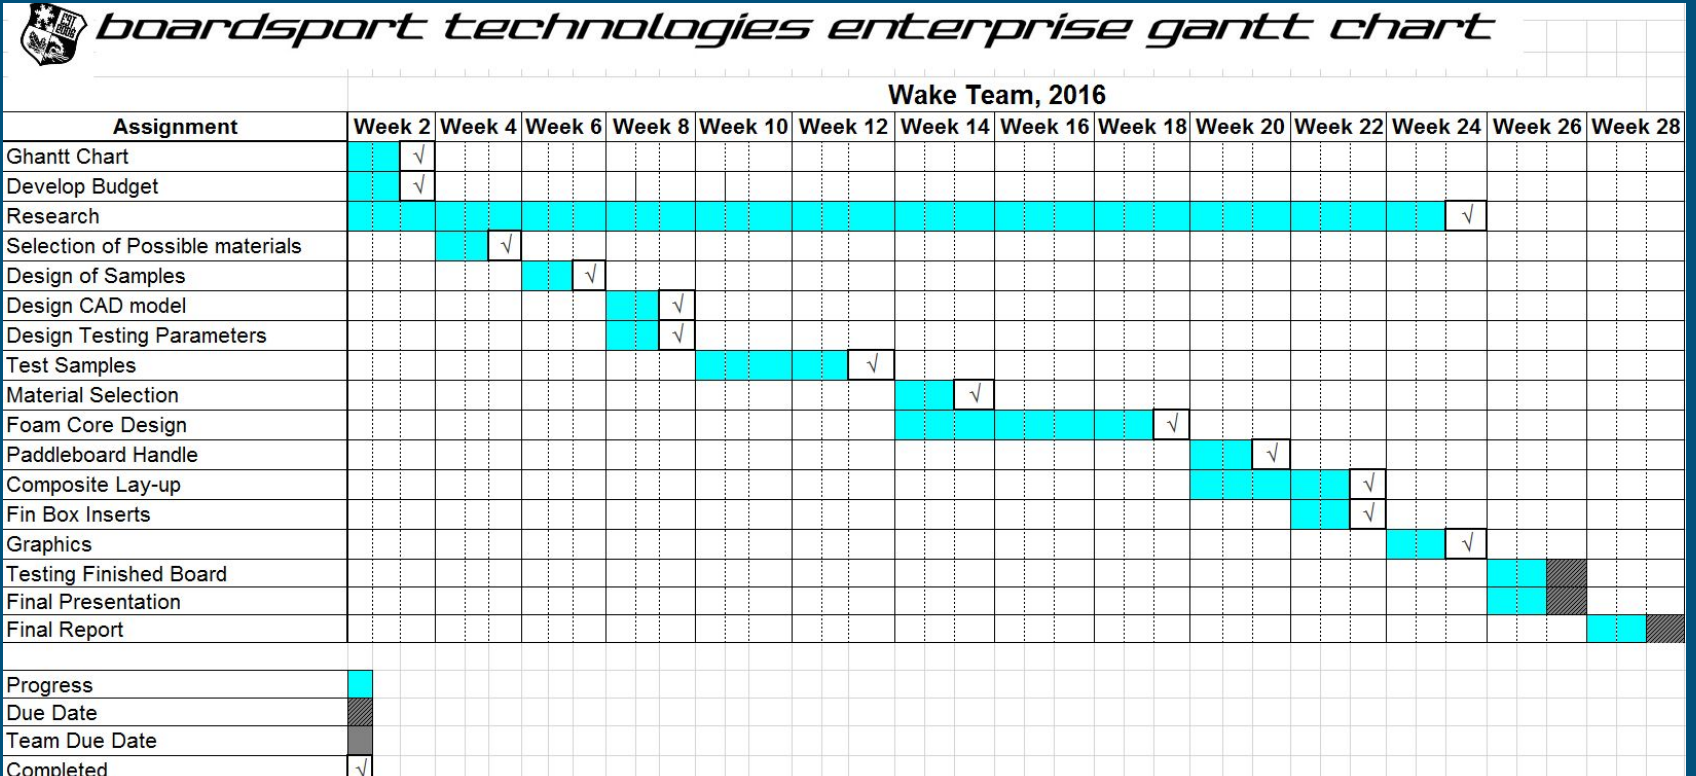 boardsport technologies enterprise gantt chart
Wake Team, 2016
Assignment Week 2 Week 4 Week 6 Week 8 Week 10 Week 12 Week 14 Week 16 Week 18 Week 20 Week 22 Week 24 Week 26 Week 28
Ghantt Chart √
Develop Budget √
Research √
Selection of Possible materials √
Design of Samples √
Design CAD model √
Design Testing Parameters √
Test Samples √
Material Selection √
Foam Core Design √
Paddleboard Handle √
Composite Lay-up √
Fin Box Inserts √
Graphics √
Testing Finished Board
Final Presentation
Final Report
Progress
Due Date
Team Due Date
Completed √